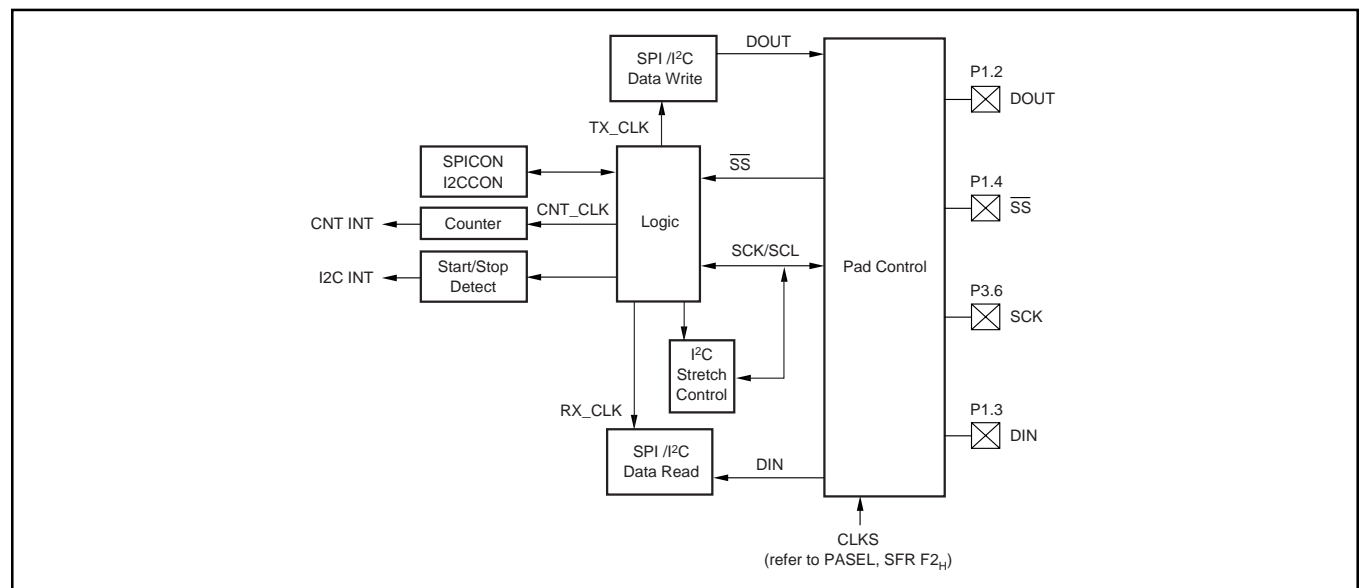 DOUT
SPI /I²C
Data Write
P1.2
DOUT
TX_CLK
SPICON
I2CCON
S̅S̅
P1.4
S̅S̅
CNT INT
Counter
CNT_CLK
Logic
I2C INT
Start/Stop
Detect
SCK/SCL
Pad Control
P3.6
SCK
I²C
Stretch
Control
RX_CLK
P1.3
DIN
SPI /I²C
Data Read
DIN
CLKS
(refer to PASEL, SFR F2ₕ)